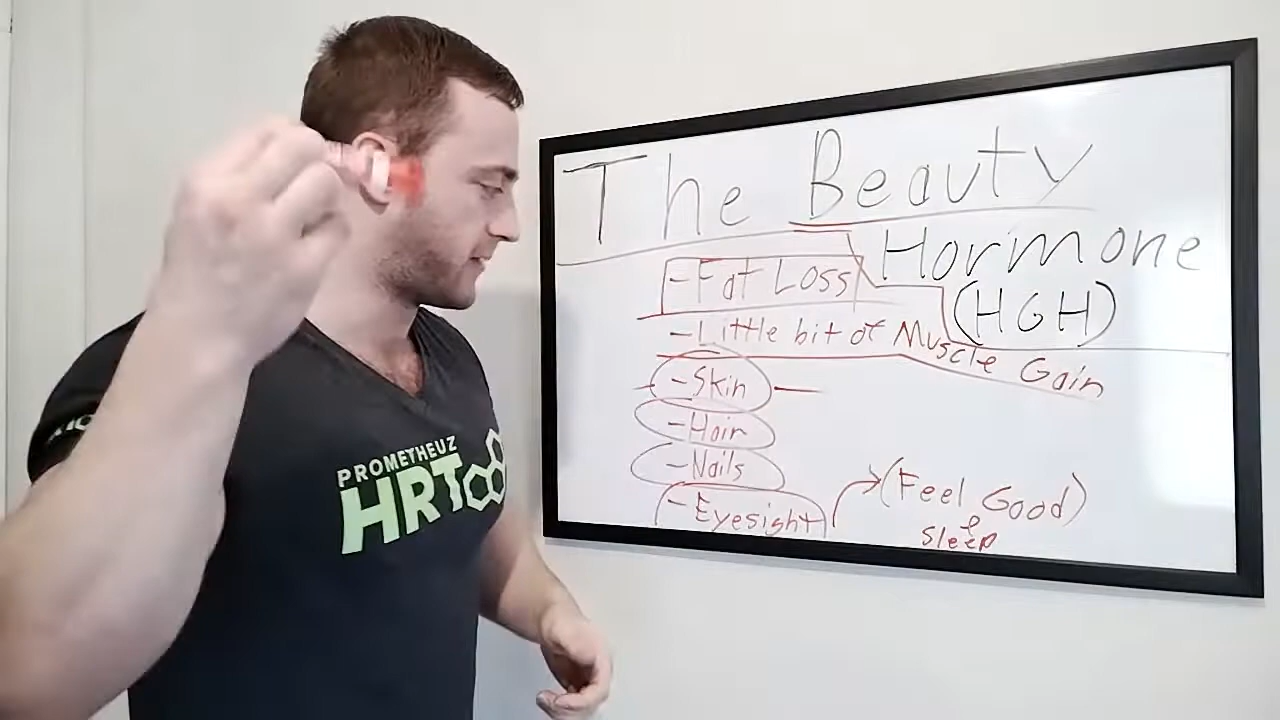 The Beauty
Hormone
(HGH)
- Fat Loss
- Little bit of Muscle Gain
- Skin
- Hair
- Nails
- Eyesight
(Feel Good)
&
Sleep
PROMETHEUZ
HRT